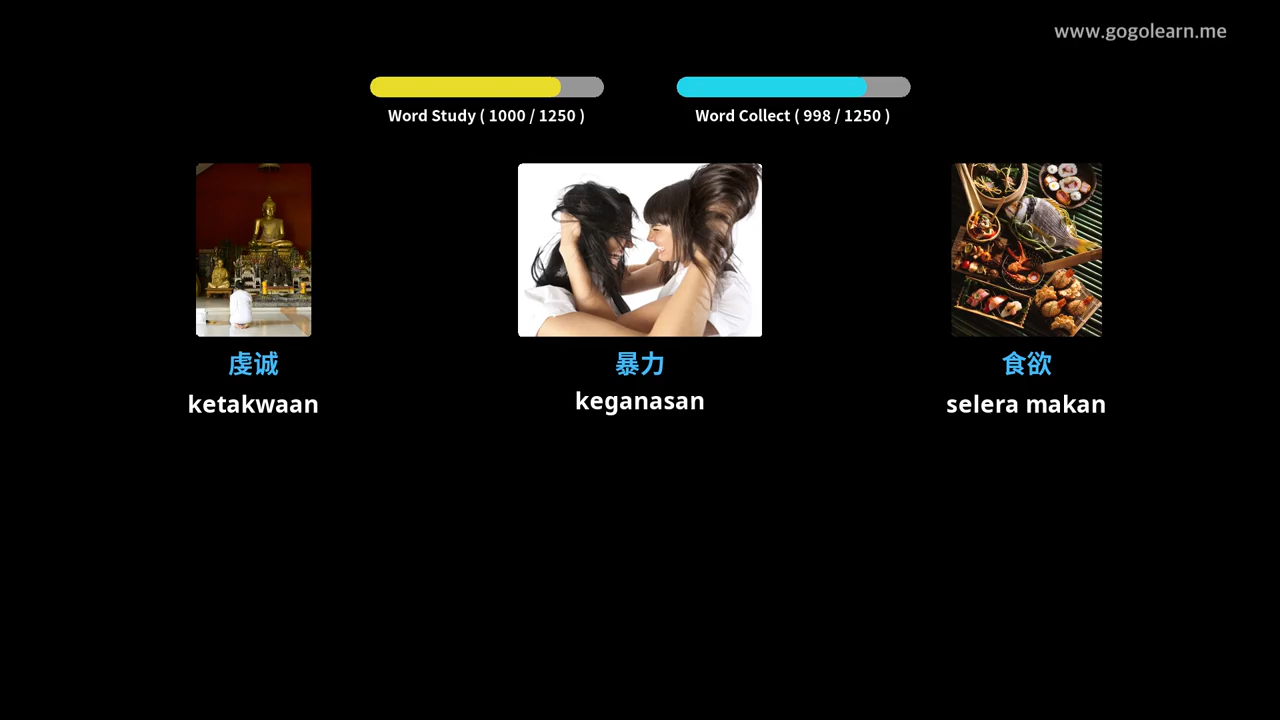 www.gogolearn.me
Word Study ( 1000 / 1250 )
Word Collect ( 998 / 1250 )
虔诚
ketakwaan
暴力
keganasan
食欲
selera makan